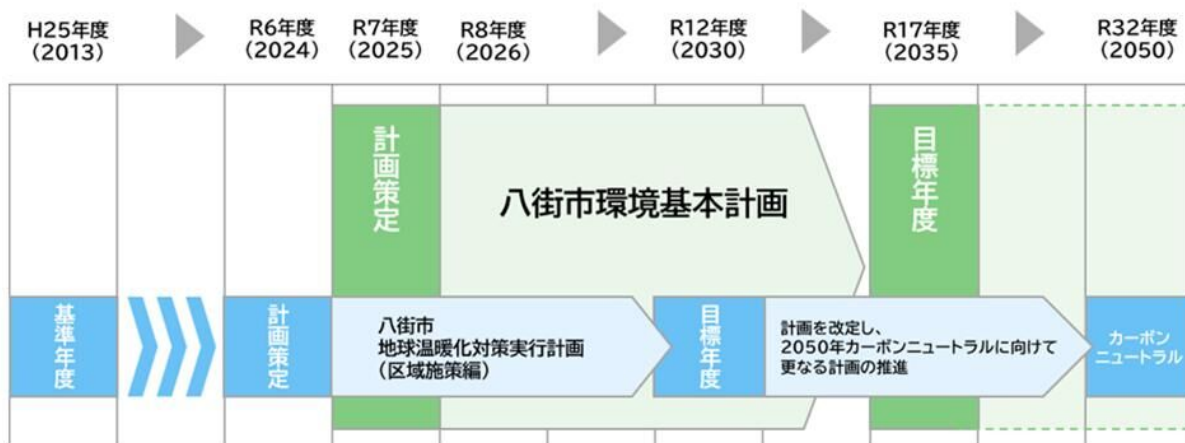 H25年度
(2013)
R6年度
(2024)
R7年度
(2025)
R8年度
(2026)
R12年度
(2030)
R17年度
(2035)
R32年度
(2050)
計画策定
八街市環境基本計画
目標年度
基準年度
計画策定
八街市
地球温暖化対策実行計画
(区域施策編)
目標年度
計画を改定し、
2050年カーボンニュートラルに向けて
更なる計画の推進
カーボン
ニュートラル